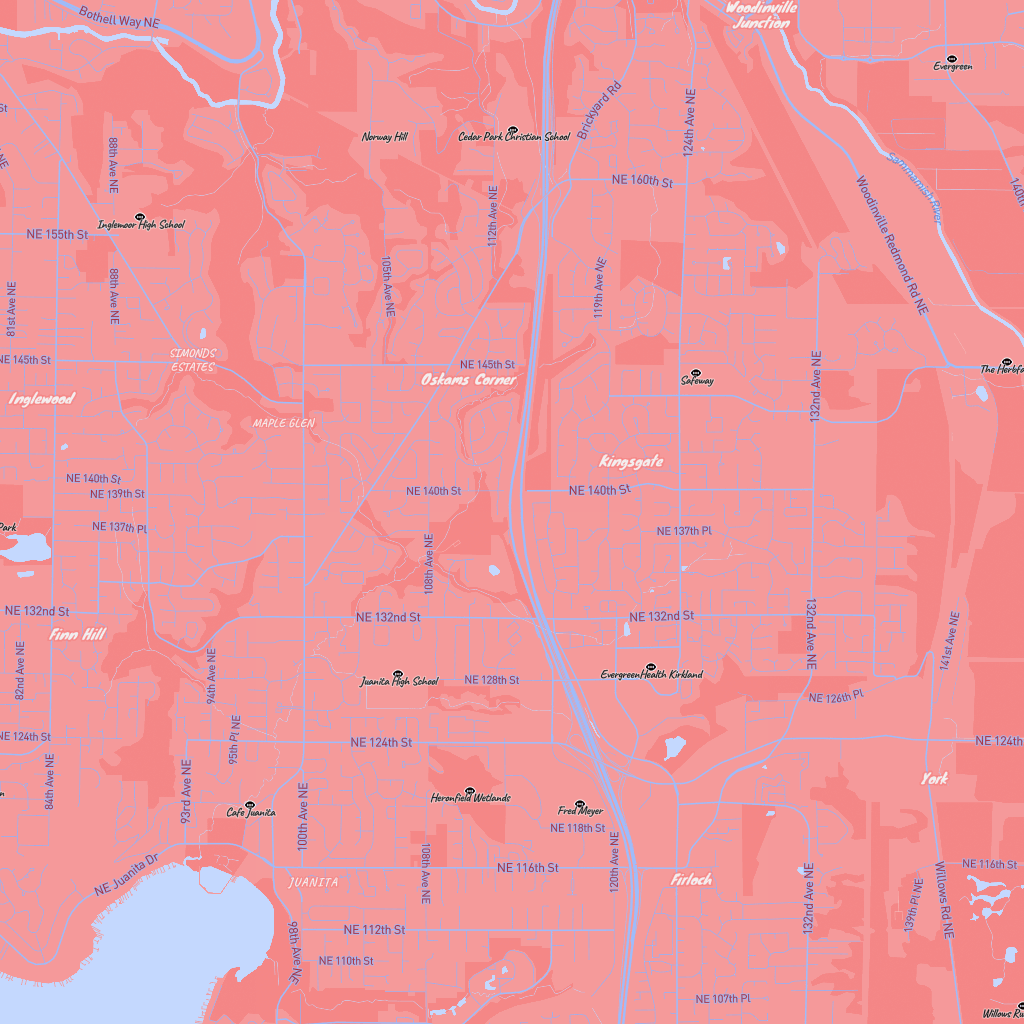 Bothell Way NE
Woodinville
Junction
Evergreen
Brickyard Rd
124th Ave NE
Norway Hill
Cedar Park Christian School
88th Ave NE
NE 160th St
Sammamish River
140th
Woodinville Redmond Rd NE
Inglemoor High School
NE 155th St
112th Ave NE
105th Ave NE
119th Ave NE
88th Ave NE
81st Ave NE
NE 145th St
SIMONDS
ESTATES
NE 145th St
Oskams Corner
Safeway
132nd Ave NE
The Herbfa
Inglewood
MAPLE GLEN
Kingsgate
NE 140th St
NE 139th St
NE 140th St
NE 140th St
NE 137th Pl
Park
NE 137th Pl
108th Ave NE
NE 132nd St
NE 132nd St
NE 132nd St
Finn Hill
132nd Ave NE
141st Ave NE
82nd Ave NE
94th Ave NE
Juanita High School
NE 128th St
EvergreenHealth Kirkland
NE 126th Pl
NE 124th St
95th Pl NE
NE 124th St
NE 124th
84th Ave NE
93rd Ave NE
York
Heronfield Wetlands
Cafe Juanita
100th Ave NE
Fred Meyer
NE 118th St
NE Juanita Dr
108th Ave NE
NE 116th St
120th Ave NE
NE 116th St
JUANITA
Firloch
132nd Ave NE
139th Pl NE
Willows Rd NE
98th Ave NE
NE 112th St
NE 110th St
NE 107th Pl
Willows Ru